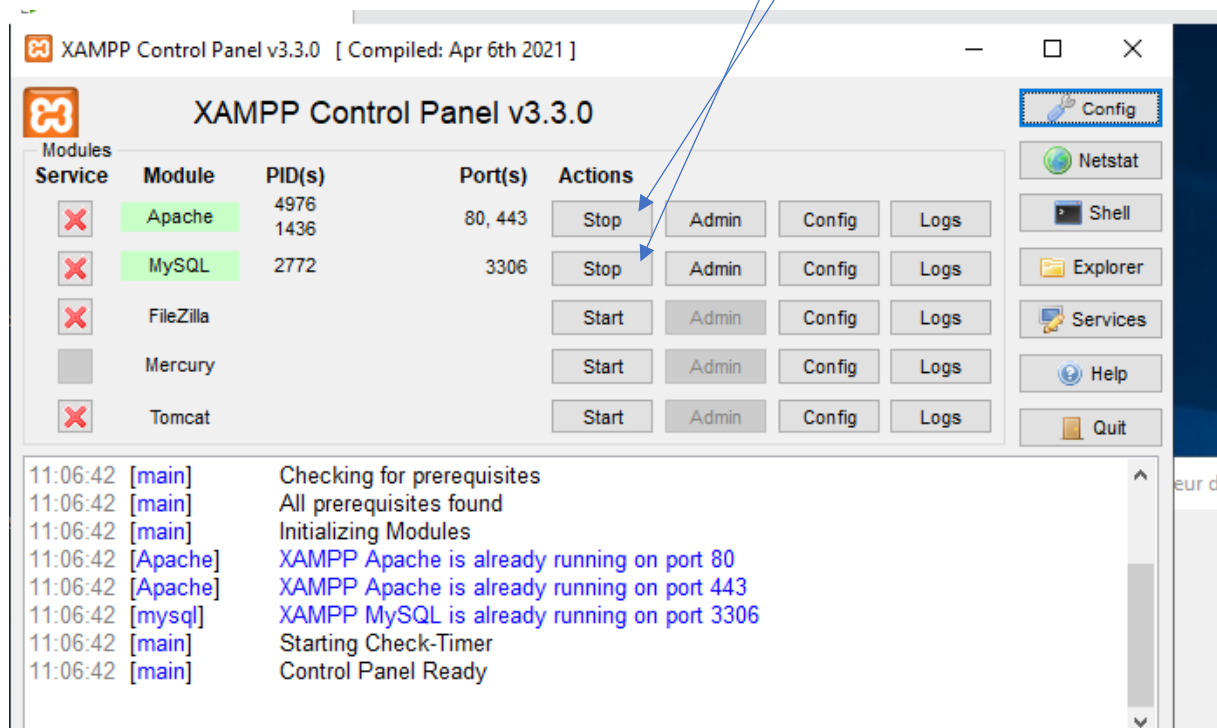 XAMPP Control Panel v3.3.0 [ Compiled: Apr 6th 2021 ]
XAMPP Control Panel v3.3.0
Config
Modules
Netstat
Service Module PID(s) Port(s) Actions
Apache 4976 1436 80, 443 Stop Admin Config Logs
Shell
MySQL 2772 3306 Stop Admin Config Logs
Explorer
FileZilla Start Admin Config Logs
Services
Mercury Start Admin Config Logs
Help
Tomcat Start Admin Config Logs
Quit
11:06:42 [main] Checking for prerequisites
11:06:42 [main] All prerequisites found
11:06:42 [main] Initializing Modules
11:06:42 [Apache] XAMPP Apache is already running on port 80
11:06:42 [Apache] XAMPP Apache is already running on port 443
11:06:42 [mysql] XAMPP MySQL is already running on port 3306
11:06:42 [main] Starting Check-Timer
11:06:42 [main] Control Panel Ready